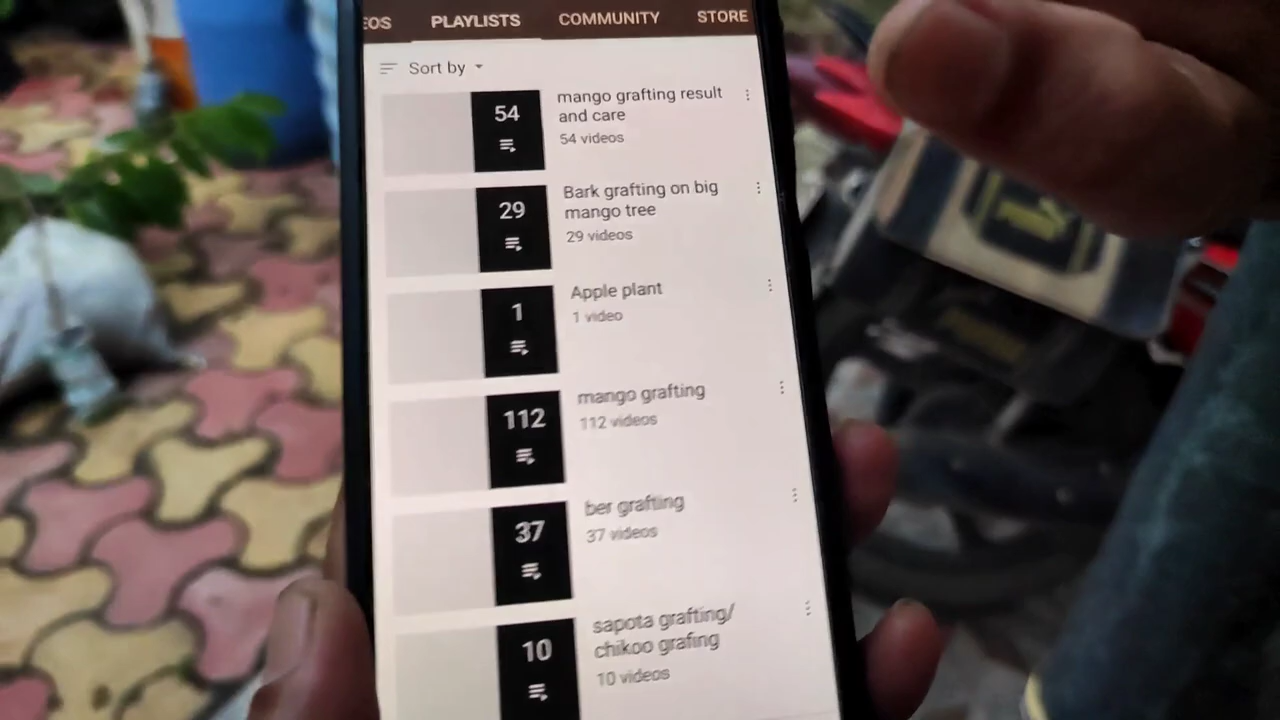 EOS PLAYLISTS COMMUNITY STORE
Sort by
54
mango grafting result
and care
54 videos
29
Bark grafting on big
mango tree
29 videos
1
Apple plant
1 video
112
mango grafting
112 videos
37
ber grafting
37 videos
10
sapota grafting/
chikoo grafing
10 videos